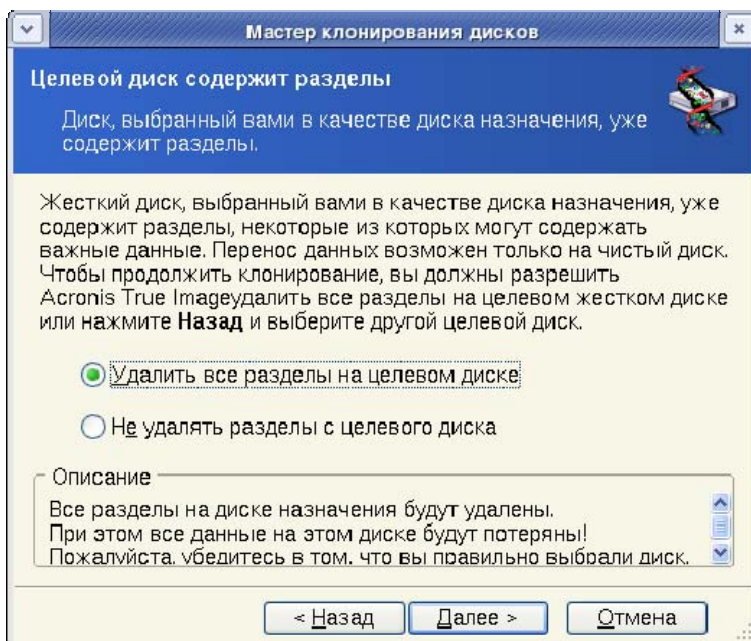 Мастер клонирования дисков
Целевой диск содержит разделы
Диск, выбранный вами в качестве диска назначения, уже
содержит разделы.
Жесткий диск, выбранный вами в качестве диска назначения, уже
содержит разделы, некоторые из которых могут содержать
важные данные. Перенос данных возможен только на чистый диск.
Чтобы продолжить клонирование, вы должны разрешить
Acronis True Imageудалить все разделы на целевом жестком диске
или нажмите Назад и выберите другой целевой диск.
Удалить все разделы на целевом диске
Не удалять разделы с целевого диска
Описание
Все разделы на диске назначения будут удалены.
При этом все данные на этом диске будут потеряны!
Пожалуйста, убедитесь в том, что вы правильно выбрали диск.
< Назад
Далее >
Отмена